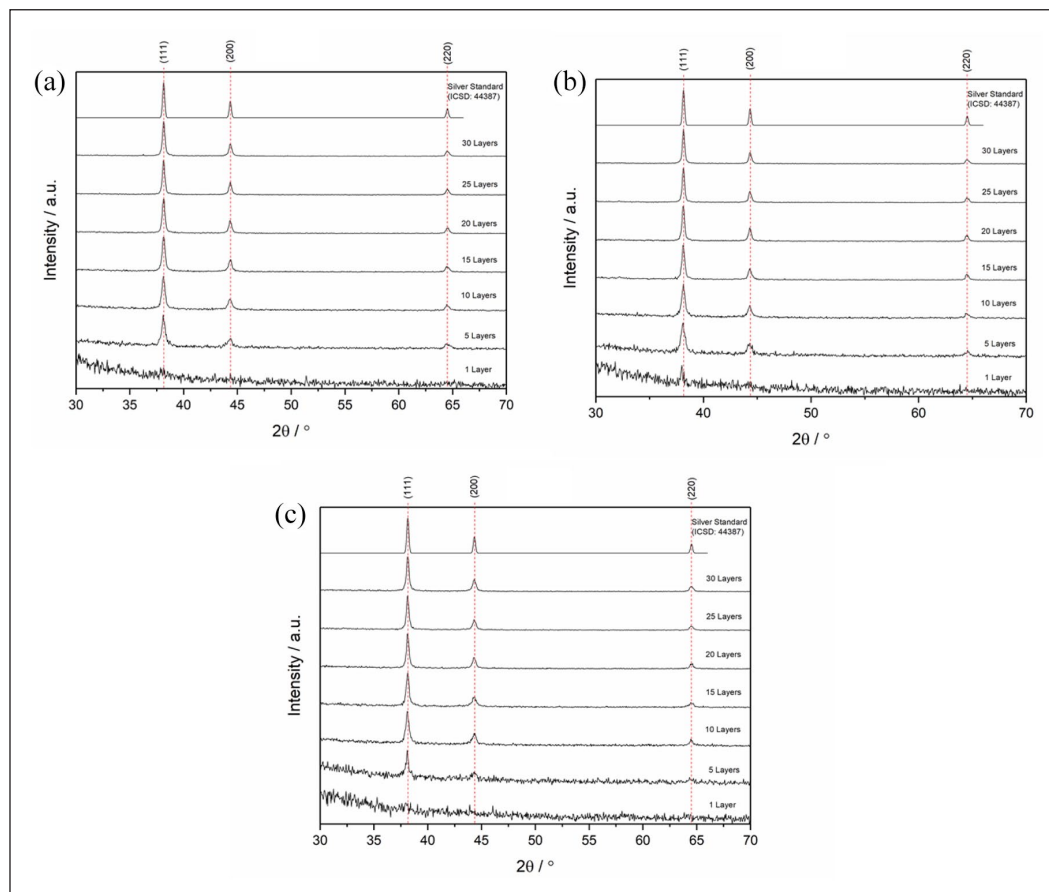 (a)
(111)
(200)
(220)
Silver Standard
(ICSD: 44387)
30 Layers
25 Layers
20 Layers
15 Layers
10 Layers
5 Layers
1 Layer
Intensity / a.u.
30 35 40 45 50 55 60 65 70
2θ / °
(b)
(111)
(200)
(220)
Silver Standard
(ICSD: 44387)
30 Layers
25 Layers
20 Layers
15 Layers
10 Layers
5 Layers
1 Layer
Intensity / a.u.
30 40 50 60 70
2θ / °
(c)
(111)
(200)
(220)
Silver Standard
(ICSD: 44387)
30 Layers
25 Layers
20 Layers
15 Layers
10 Layers
5 Layers
1 Layer
Intensity / a.u.
30 35 40 45 50 55 60 65 70
2θ / °